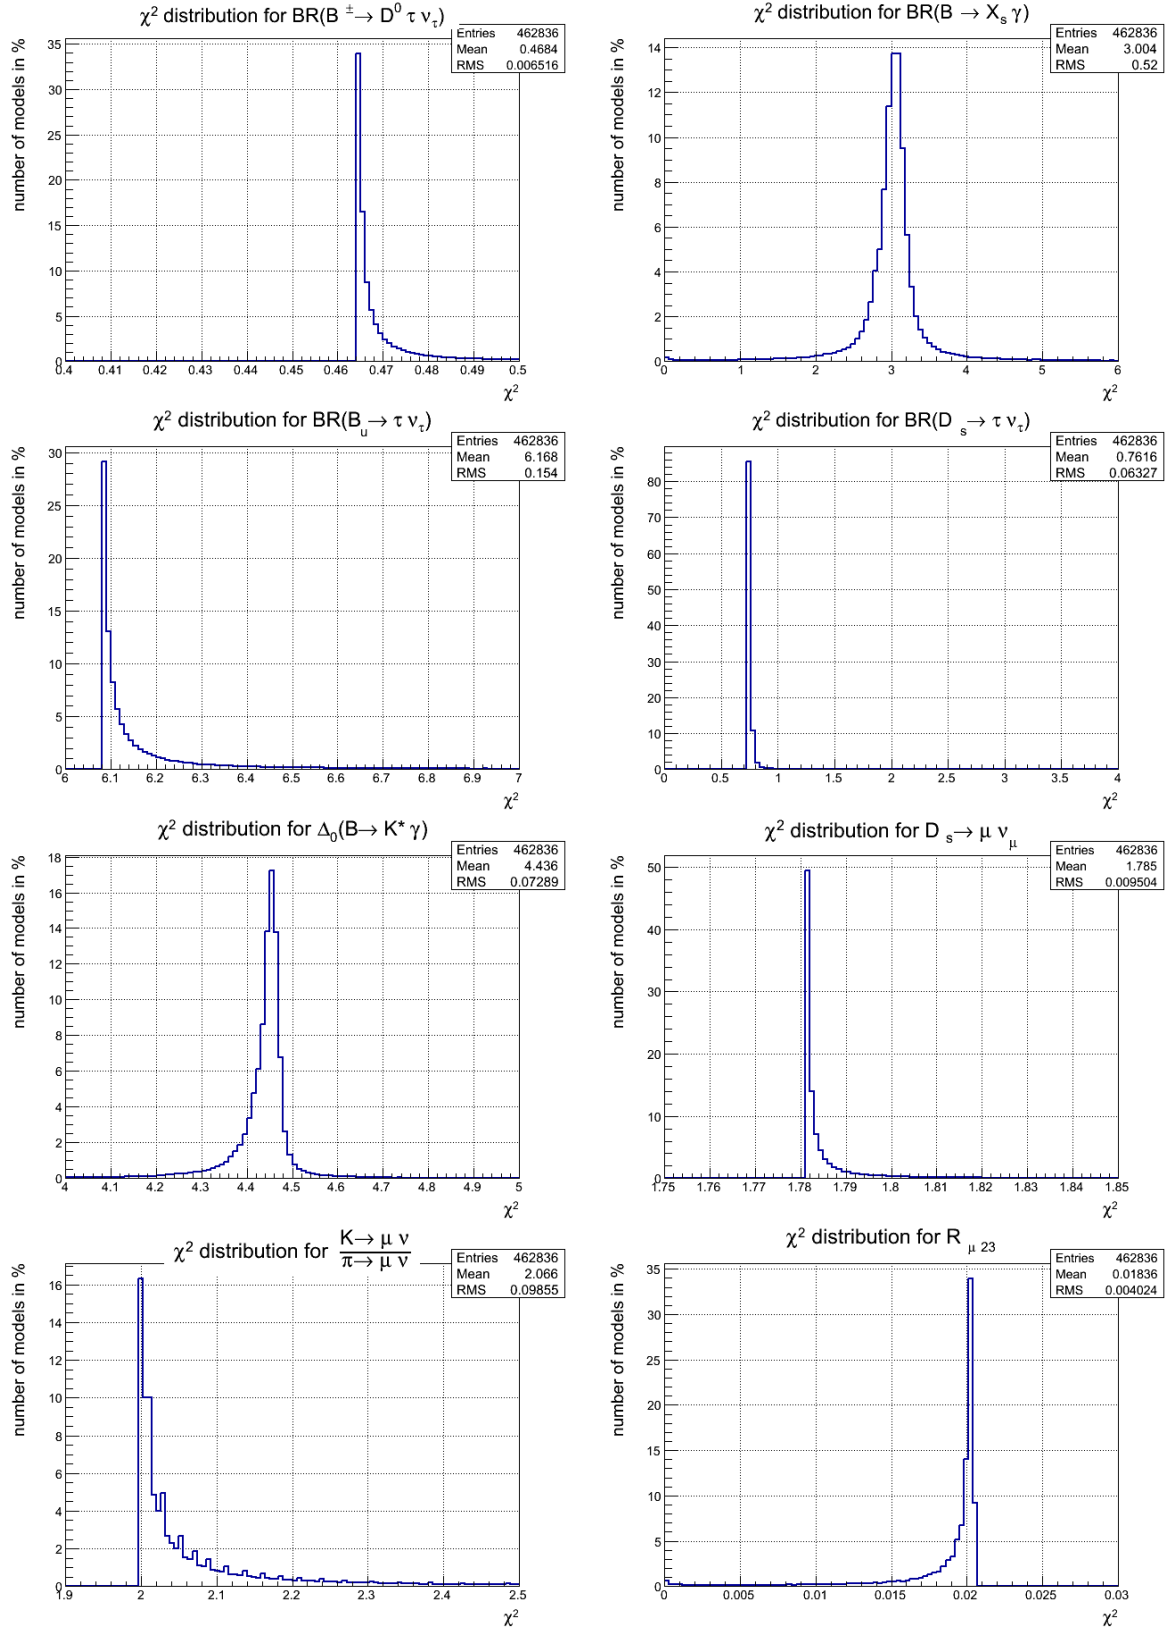 χ² distribution for BR(B ± → D⁰ τ ν_τ)
Entries 462836
Mean 0.4684
RMS 0.006516
number of models in %
35
30
25
20
15
10
5
0
0.4 0.41 0.42 0.43 0.44 0.45 0.46 0.47 0.48 0.49 0.5
χ²
χ² distribution for BR(B → X_s γ)
Entries 462836
Mean 3.004
RMS 0.52
number of models in %
14
12
10
8
6
4
2
0
0 1 2 3 4 5 6
χ²
χ² distribution for BR(B_u → τ ν_τ)
Entries 462836
Mean 6.168
RMS 0.154
number of models in %
30
25
20
15
10
5
0
6 6.1 6.2 6.3 6.4 6.5 6.6 6.7 6.8 6.9 7
χ²
χ² distribution for BR(D_s → τ ν_τ)
Entries 462836
Mean 0.7616
RMS 0.06327
number of models in %
80
70
60
50
40
30
20
10
0
0 0.5 1 1.5 2 2.5 3 3.5 4
χ²
χ² distribution for Δ₀(B → K* γ)
Entries 462836
Mean 4.436
RMS 0.07289
number of models in %
18
16
14
12
10
8
6
4
2
0
4 4.1 4.2 4.3 4.4 4.5 4.6 4.7 4.8 4.9 5
χ²
χ² distribution for D_s → μ ν_μ
Entries 462836
Mean 1.785
RMS 0.009504
number of models in %
50
40
30
20
10
0
1.75 1.76 1.77 1.78 1.79 1.8 1.81 1.82 1.83 1.84 1.85
χ²
χ² distribution for K → μ ν
π → μ ν
Entries 462836
Mean 2.066
RMS 0.09855
number of models in %
16
14
12
10
8
6
4
2
0
1.9 2 2.1 2.2 2.3 2.4 2.5
χ²
χ² distribution for R_μ 23
Entries 462836
Mean 0.01836
RMS 0.004024
number of models in %
35
30
25
20
15
10
5
0
0 0.005 0.01 0.015 0.02 0.025 0.03
χ²